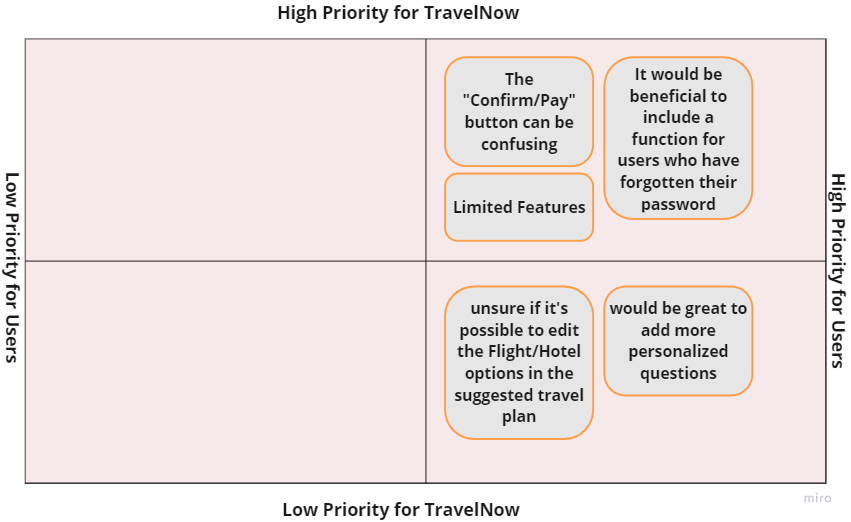 High Priority for TravelNow
Low Priority for Users
High Priority for Users
The
"Confirm/Pay"
button can be
confusing
It would be
beneficial to
include a
function for
users who have
forgotten their
password
Limited Features
unsure if it's
possible to edit
the Flight/Hotel
options in the
suggested travel
plan
would be great to
add more
personalized
questions
Low Priority for TravelNow
miro